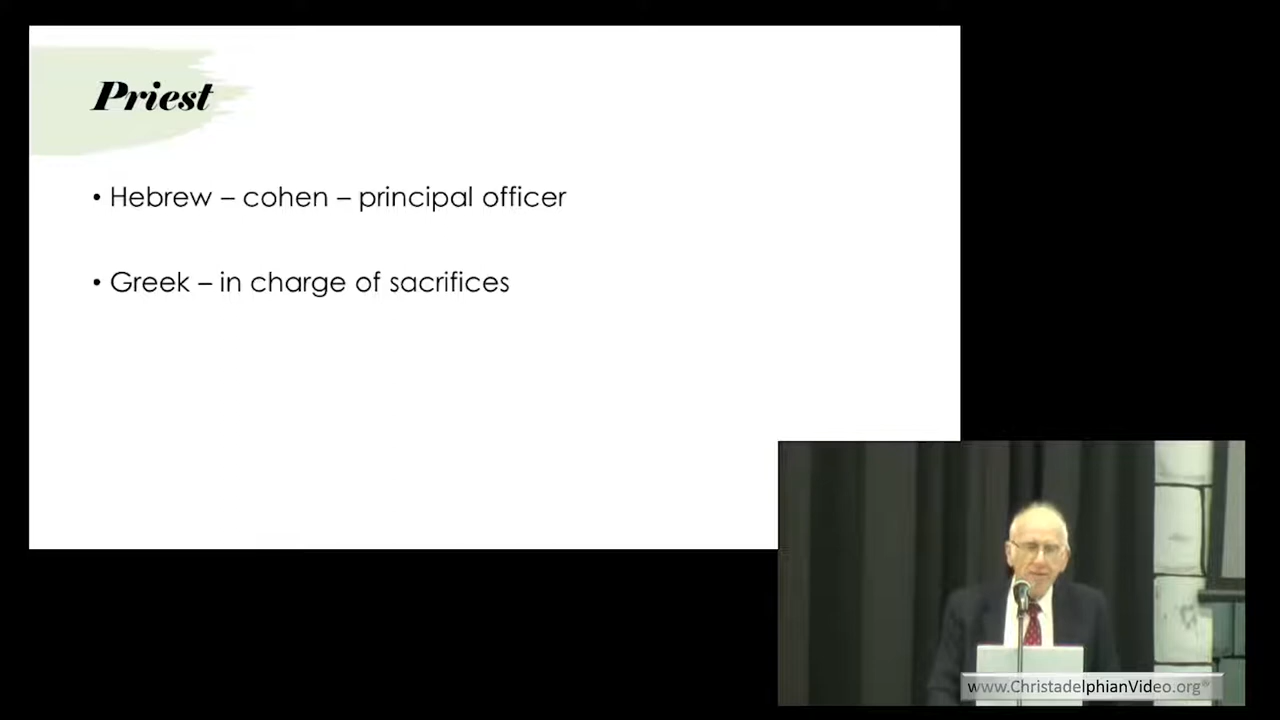 Priest
• Hebrew – cohen – principal officer
• Greek – in charge of sacrifices
www.ChristadelphianVideo.org®